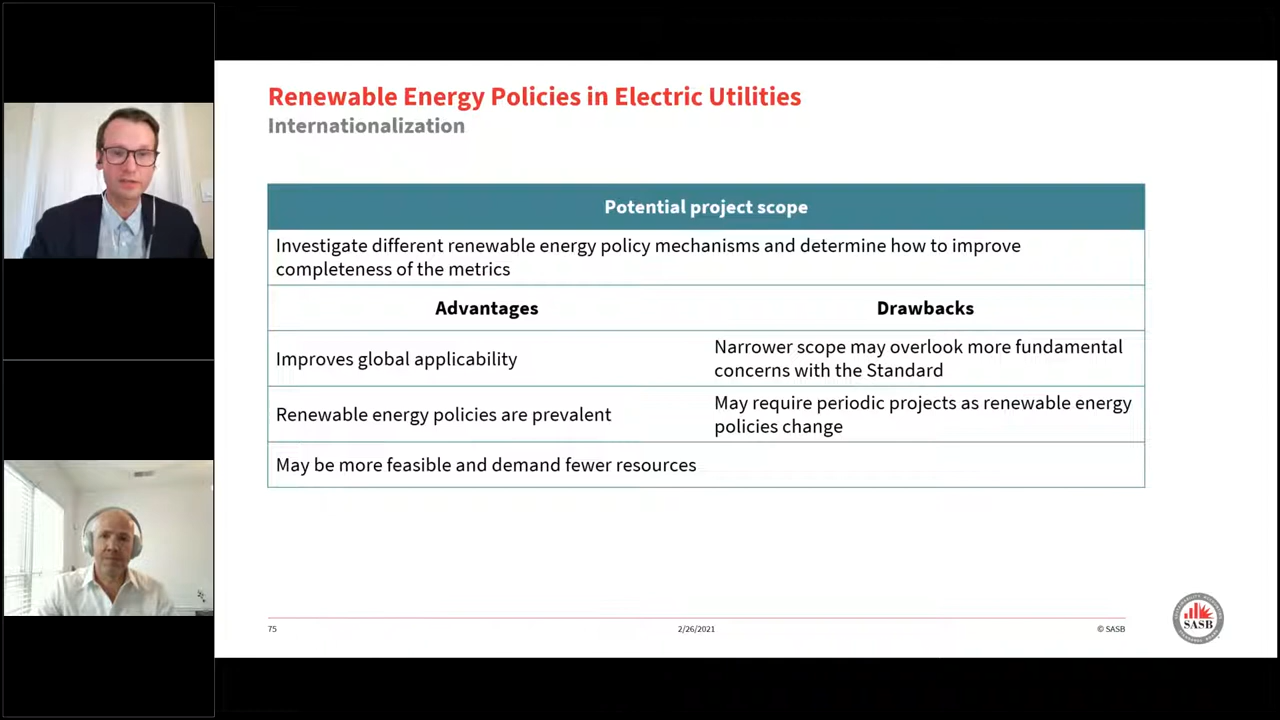 Renewable Energy Policies in Electric Utilities
Internationalization
Potential project scope
Investigate different renewable energy policy mechanisms and determine how to improve
completeness of the metrics
Advantages
Drawbacks
Improves global applicability
Narrower scope may overlook more fundamental
concerns with the Standard
Renewable energy policies are prevalent
May require periodic projects as renewable energy
policies change
May be more feasible and demand fewer resources
75
2/26/2021
© SASB
SASB